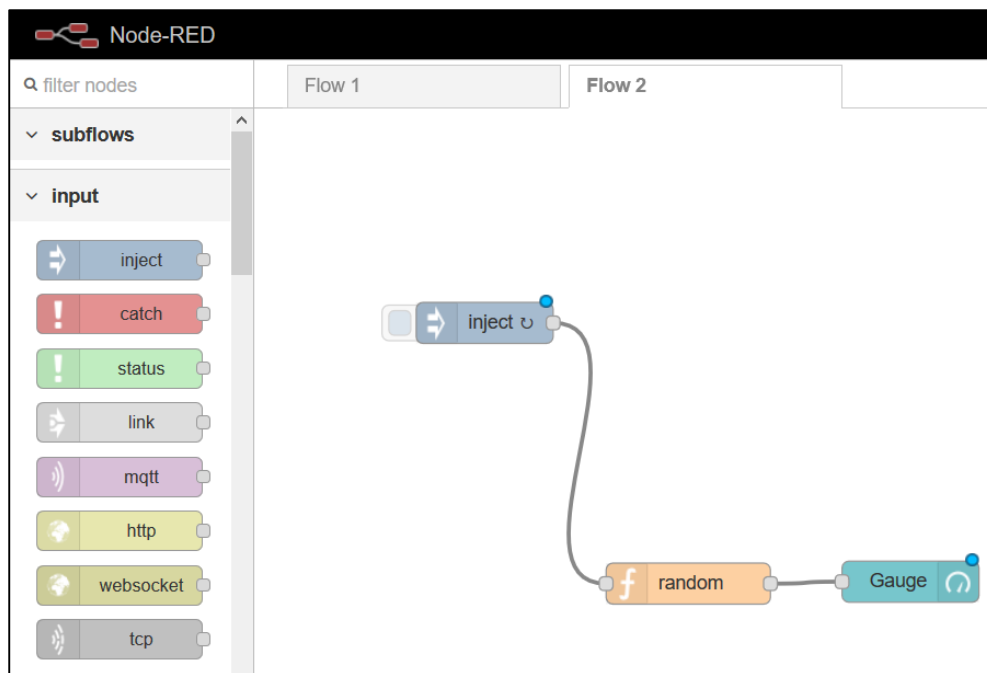 Node-RED
filter nodes
Flow 1
Flow 2
subflows
input
inject
catch
status
link
mqtt
http
websocket
tcp
inject ↻
random
Gauge